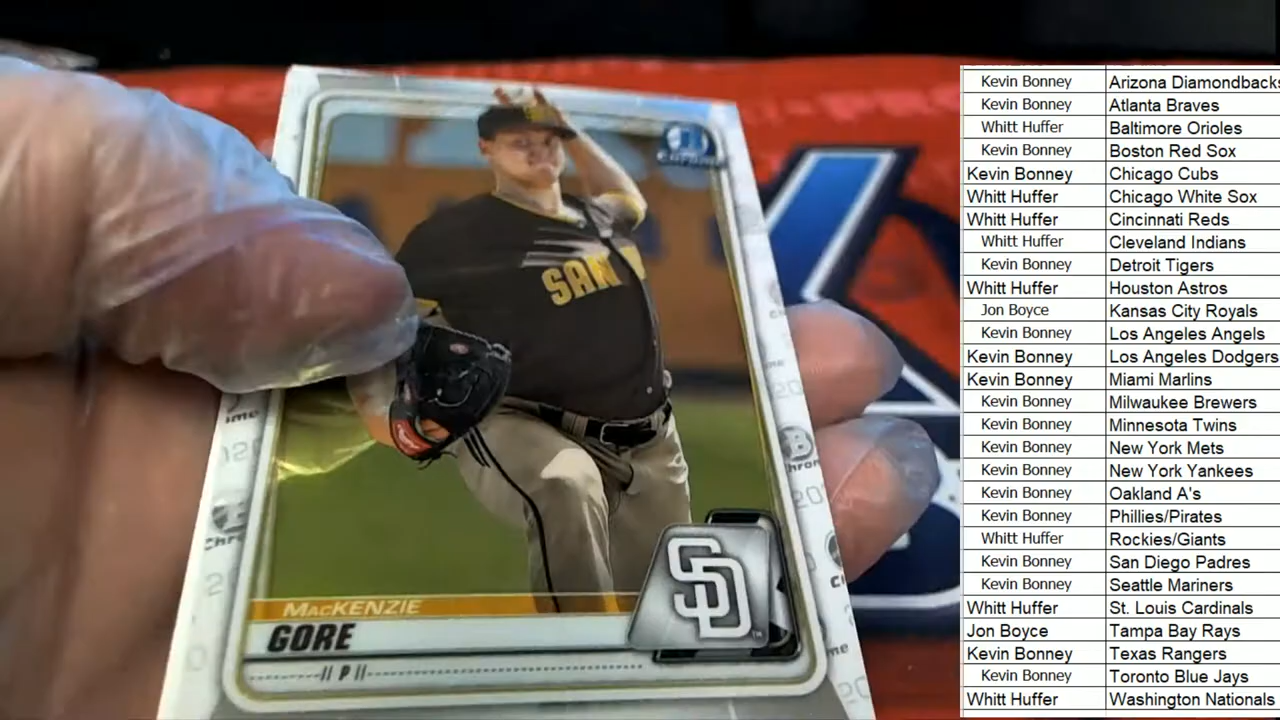 CHROME
SAN
SD
MACKENZIE
GORE
P
Kevin Bonney Arizona Diamondbacks
Kevin Bonney Atlanta Braves
Whitt Huffer Baltimore Orioles
Kevin Bonney Boston Red Sox
Kevin Bonney Chicago Cubs
Whitt Huffer Chicago White Sox
Whitt Huffer Cincinnati Reds
Whitt Huffer Cleveland Indians
Kevin Bonney Detroit Tigers
Whitt Huffer Houston Astros
Jon Boyce Kansas City Royals
Kevin Bonney Los Angeles Angels
Kevin Bonney Los Angeles Dodgers
Kevin Bonney Miami Marlins
Kevin Bonney Milwaukee Brewers
Kevin Bonney Minnesota Twins
Kevin Bonney New York Mets
Kevin Bonney New York Yankees
Kevin Bonney Oakland A's
Kevin Bonney Phillies/Pirates
Whitt Huffer Rockies/Giants
Kevin Bonney San Diego Padres
Kevin Bonney Seattle Mariners
Whitt Huffer St. Louis Cardinals
Jon Boyce Tampa Bay Rays
Kevin Bonney Texas Rangers
Kevin Bonney Toronto Blue Jays
Whitt Huffer Washington Nationals